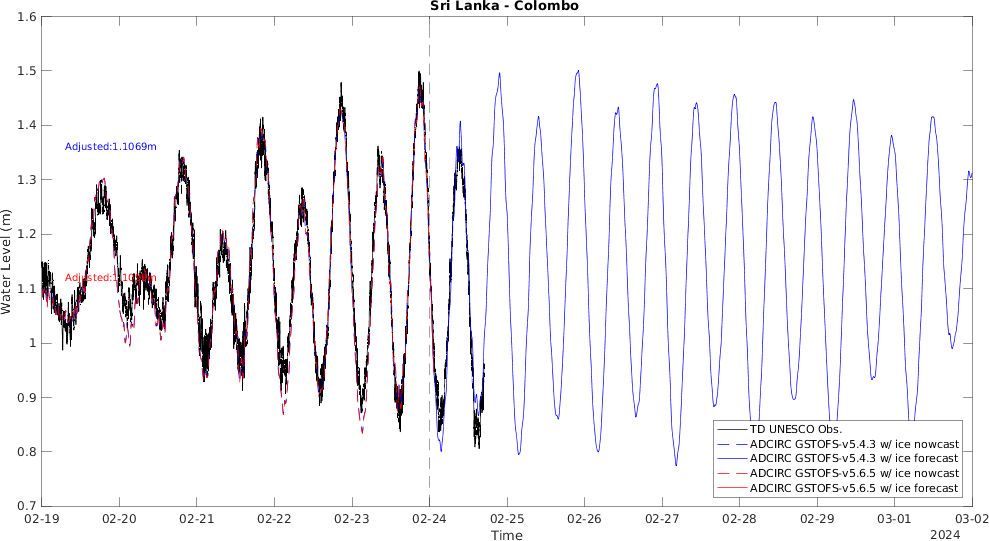 Sri Lanka - Colombo
1.6
1.5
1.4
1.3
1.2
1.1
1
0.9
0.8
0.7
Water Level (m)
Adjusted:1.1069m
TD UNESCO Obs.
ADCIRC GSTOFS-v5.4.3 w/ ice nowcast
ADCIRC GSTOFS-v5.4.3 w/ ice forecast
ADCIRC GSTOFS-v5.6.5 w/ ice nowcast
ADCIRC GSTOFS-v5.6.5 w/ ice forecast
02-19 02-20 02-21 02-22 02-23 02-24 02-25 02-26 02-27 02-28 02-29 03-01 03-02
Time
2024